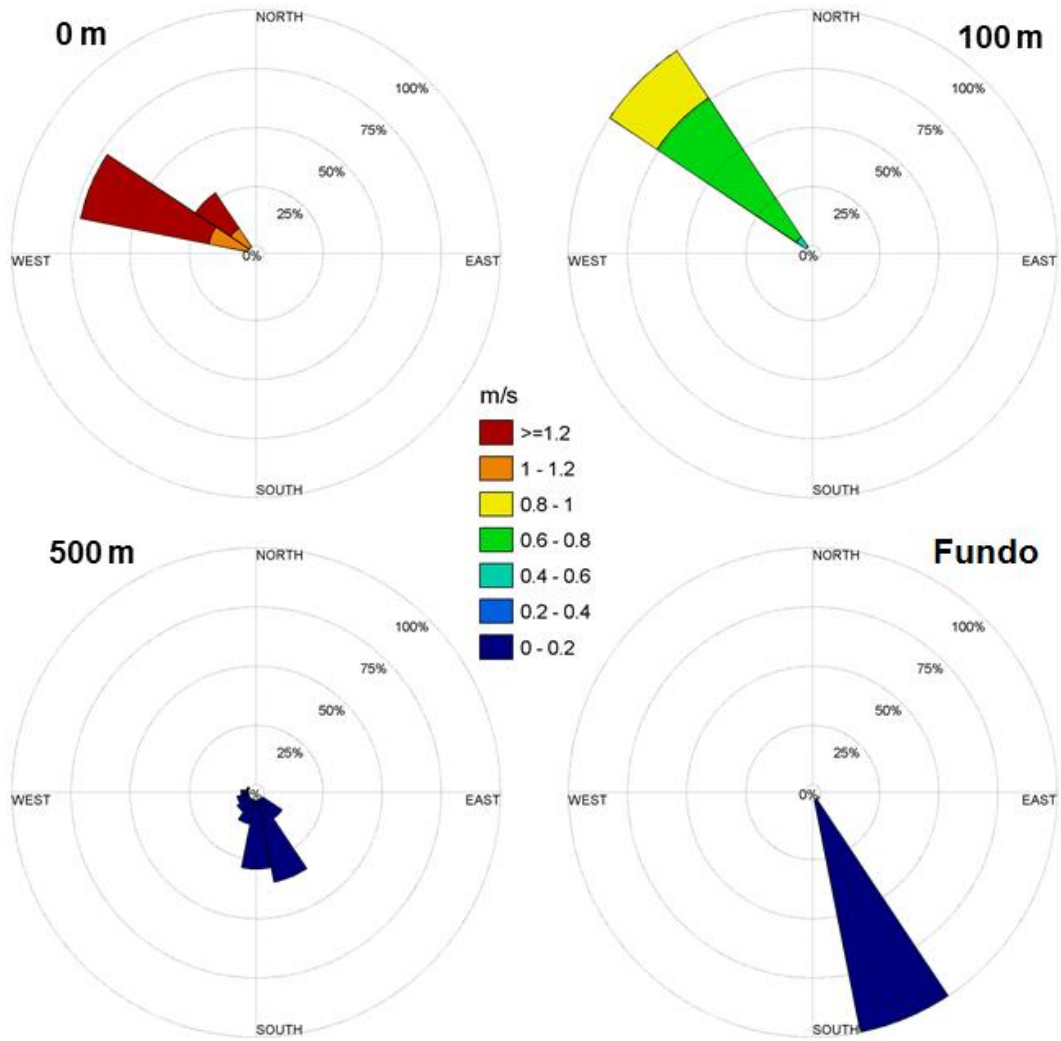 0 m
NORTH
100%
75%
50%
25%
0%
WEST
EAST
SOUTH
100 m
NORTH
100%
75%
50%
25%
0%
WEST
EAST
SOUTH
m/s
>=1.2
1 - 1.2
0.8 - 1
0.6 - 0.8
0.4 - 0.6
0.2 - 0.4
0 - 0.2
500 m
NORTH
100%
75%
50%
25%
WEST
EAST
SOUTH
Fundo
NORTH
100%
75%
50%
25%
0%
WEST
EAST
SOUTH